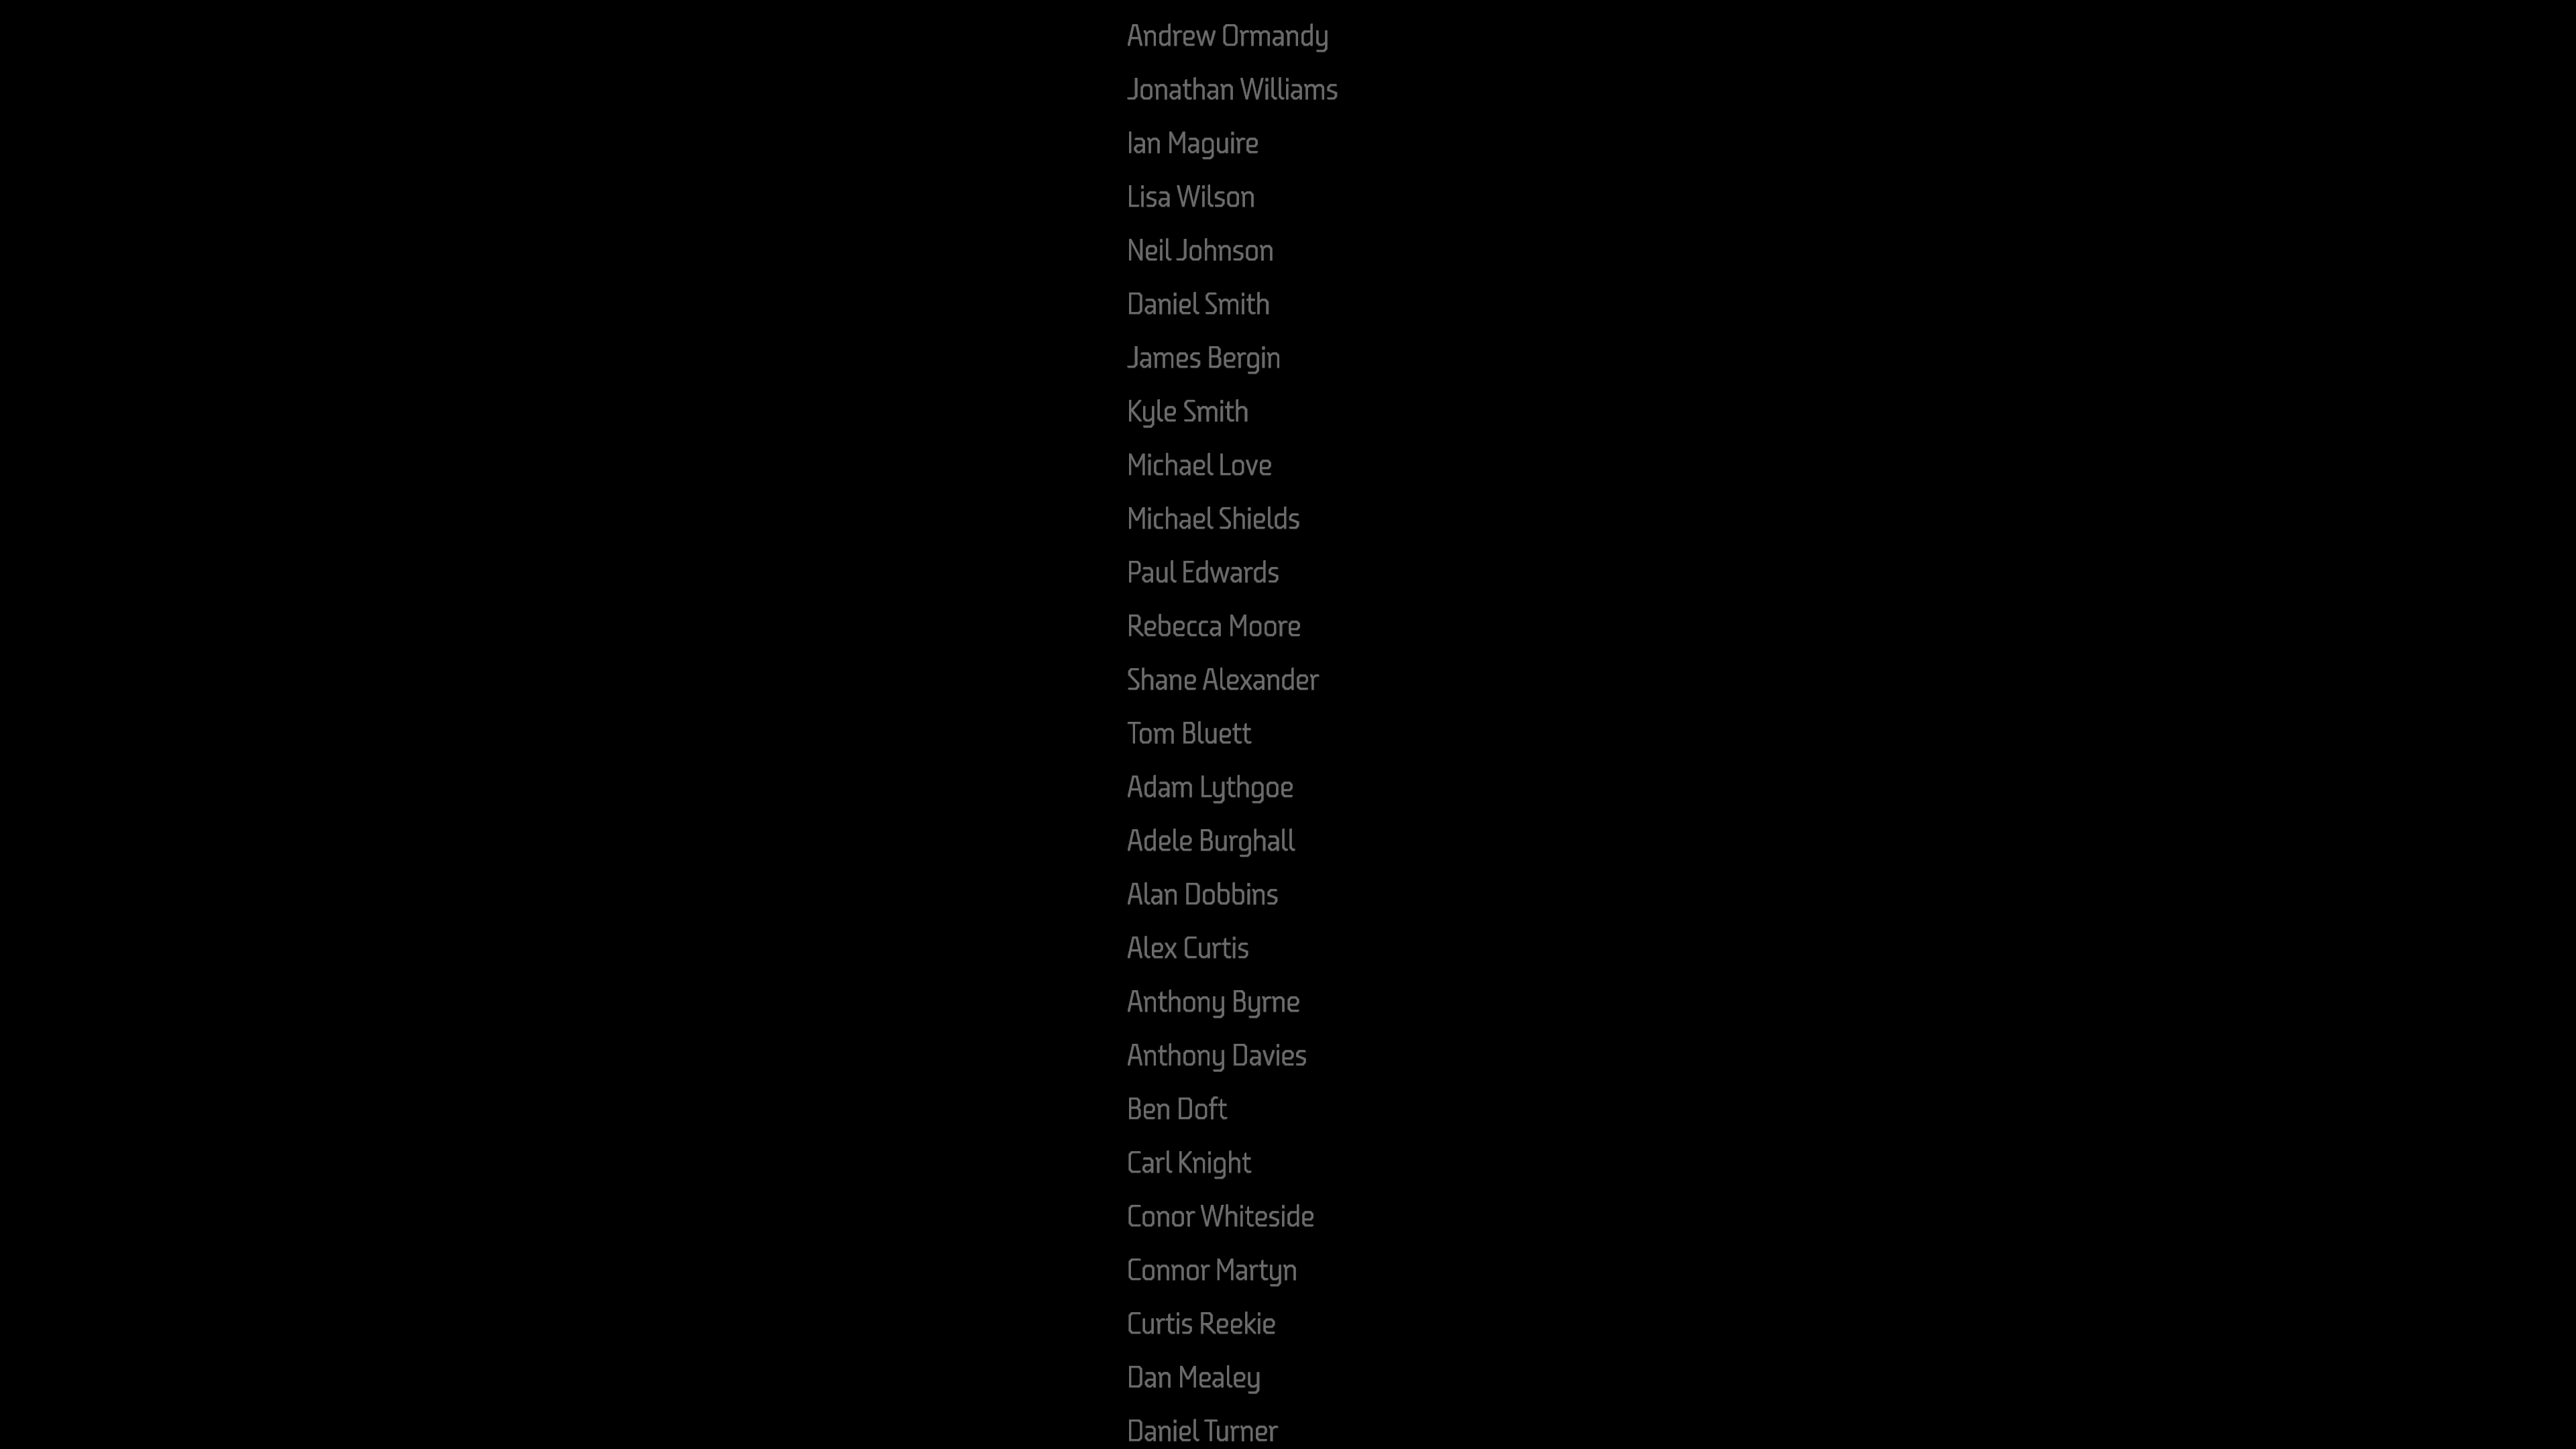 Andrew Ormandy
Jonathan Williams
Ian Maguire
Lisa Wilson
Neil Johnson
Daniel Smith
James Bergin
Kyle Smith
Michael Love
Michael Shields
Paul Edwards
Rebecca Moore
Shane Alexander
Tom Bluett
Adam Lythgoe
Adele Burghall
Alan Dobbins
Alex Curtis
Anthony Byrne
Anthony Davies
Ben Doft
Carl Knight
Conor Whiteside
Connor Martyn
Curtis Reekie
Dan Mealey
Daniel Turner